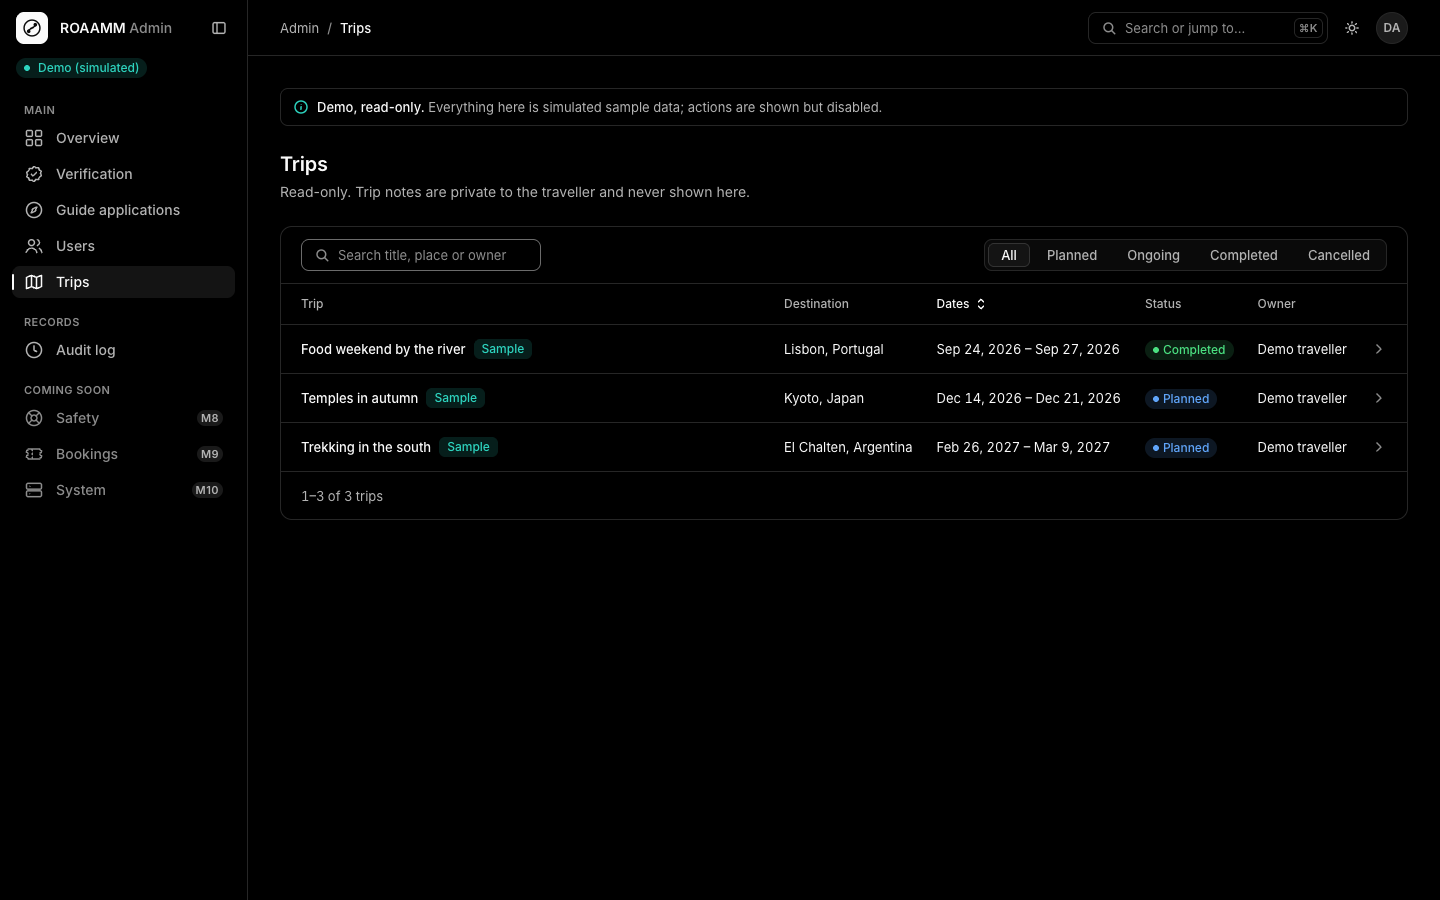 ROAAMM Admin
Demo (simulated)
MAIN
Overview
Verification
Guide applications
Users
Trips
RECORDS
Audit log
COMING SOON
Safety M8
Bookings M9
System M10
Admin / Trips
Search or jump to... ⌘K
DA
Demo, read-only. Everything here is simulated sample data; actions are shown but disabled.
Trips
Read-only. Trip notes are private to the traveller and never shown here.
Search title, place or owner
All Planned Ongoing Completed Cancelled
Trip Destination Dates Status Owner
Food weekend by the river Sample Lisbon, Portugal Sep 24, 2026 – Sep 27, 2026 Completed Demo traveller
Temples in autumn Sample Kyoto, Japan Dec 14, 2026 – Dec 21, 2026 Planned Demo traveller
Trekking in the south Sample El Chalten, Argentina Feb 26, 2027 – Mar 9, 2027 Planned Demo traveller
1–3 of 3 trips